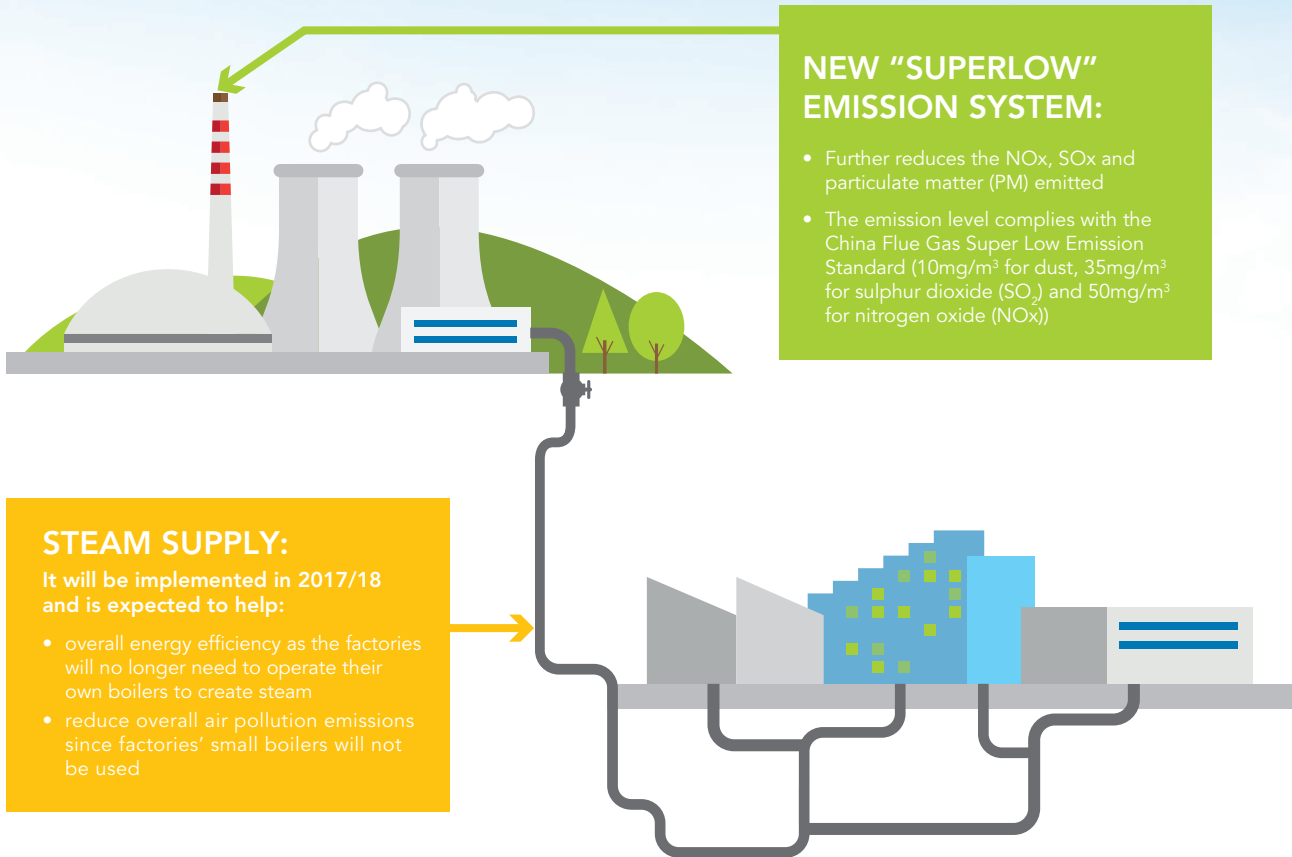 NEW “SUPERLOW”
EMISSION SYSTEM:
• Further reduces the NOx, SOx and
particulate matter (PM) emitted
• The emission level complies with the
China Flue Gas Super Low Emission
Standard (10mg/m³ for dust, 35mg/m³
for sulphur dioxide (SO₂) and 50mg/m³
for nitrogen oxide (NOx))
STEAM SUPPLY:
It will be implemented in 2017/18
and is expected to help:
• overall energy efficiency as the factories
will no longer need to operate their
own boilers to create steam
• reduce overall air pollution emissions
since factories’ small boilers will not
be used